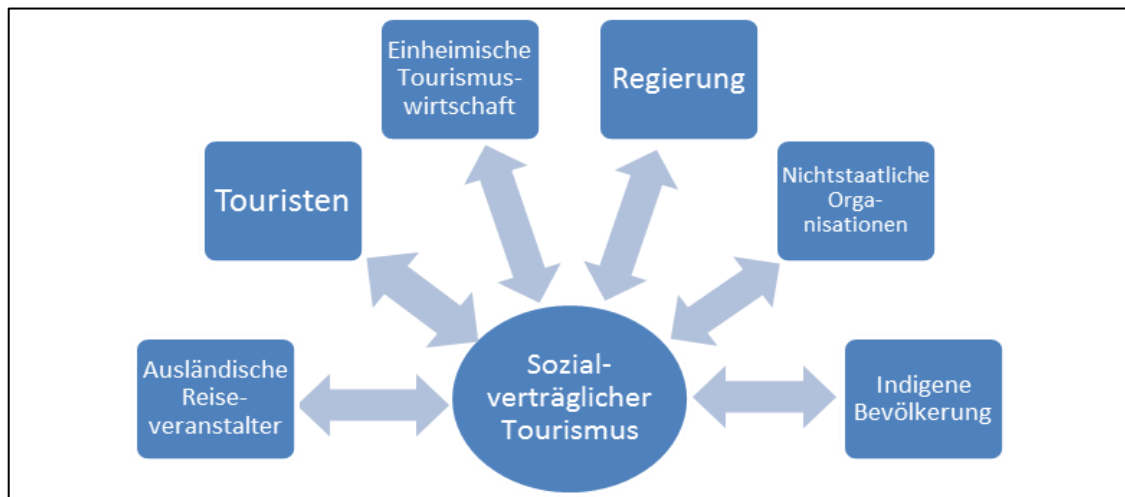 Einheimische
Tourismus-
wirtschaft
Regierung
Touristen
Nichtstaatliche
Orga-
nisationen
Ausländische
Reise-
veranstalter
Sozial-
verträglicher
Tourismus
Indigene
Bevölkerung